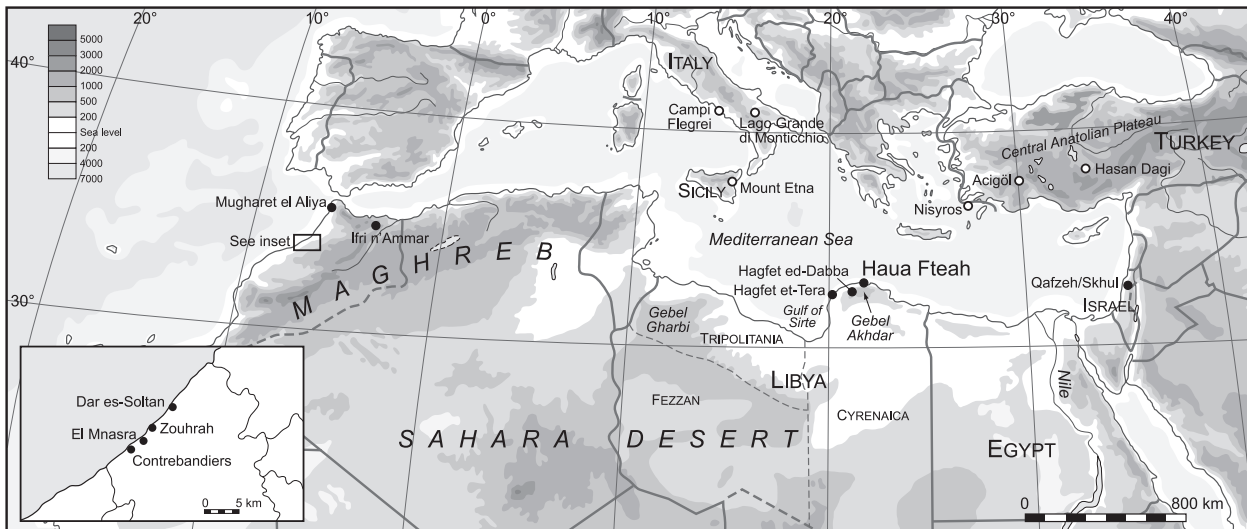 20°
10°
0°
10°
20°
30°
40°
40°
30°
5000
3000
2000
1000
500
200
Sea level
200
4000
7000
ITALY
Campi
Flegrei
Lago Grande
di Monticchio
SICILY
Mount Etna
Central Anatolian Plateau
TURKEY
Acigöl
Hasan Dagi
Nisyros
Mugharet el Aliya
See inset
Ifri n'Ammar
MAGHREB
Mediterranean Sea
Hagfet ed-Dabba
Haua Fteah
Hagfet et-Tera
Qafzeh/Skhul
ISRAEL
Gebel
Gharbi
Gulf of
Sirte
Gebel
Akhdar
TRIPOLITANIA
LIBYA
FEZZAN
CYRENAICA
Nile
SAHARA DESERT
EGYPT
0 800 km
Dar es-Soltan
El Mnasra
Zouhrah
Contrebandiers
0 5 km